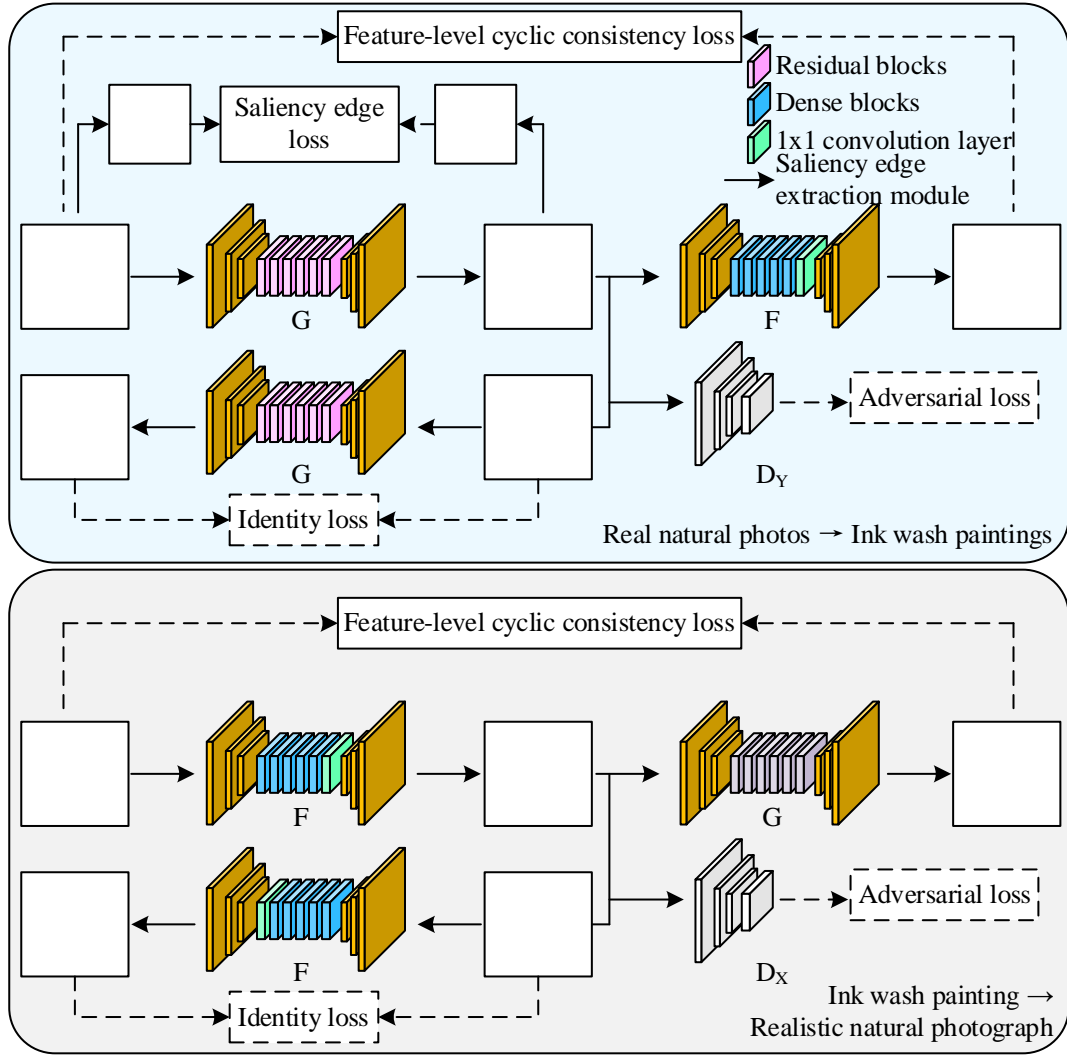 Feature-level cyclic consistency loss
Residual blocks
Saliency edge
loss
Dense blocks
1x1 convolution layer
Saliency edge
extraction module
G
F
G
D_Y
Adversarial loss
Identity loss
Real natural photos → Ink wash paintings
Feature-level cyclic consistency loss
F
G
F
D_X
Adversarial loss
Identity loss
Ink wash painting →
Realistic natural photograph